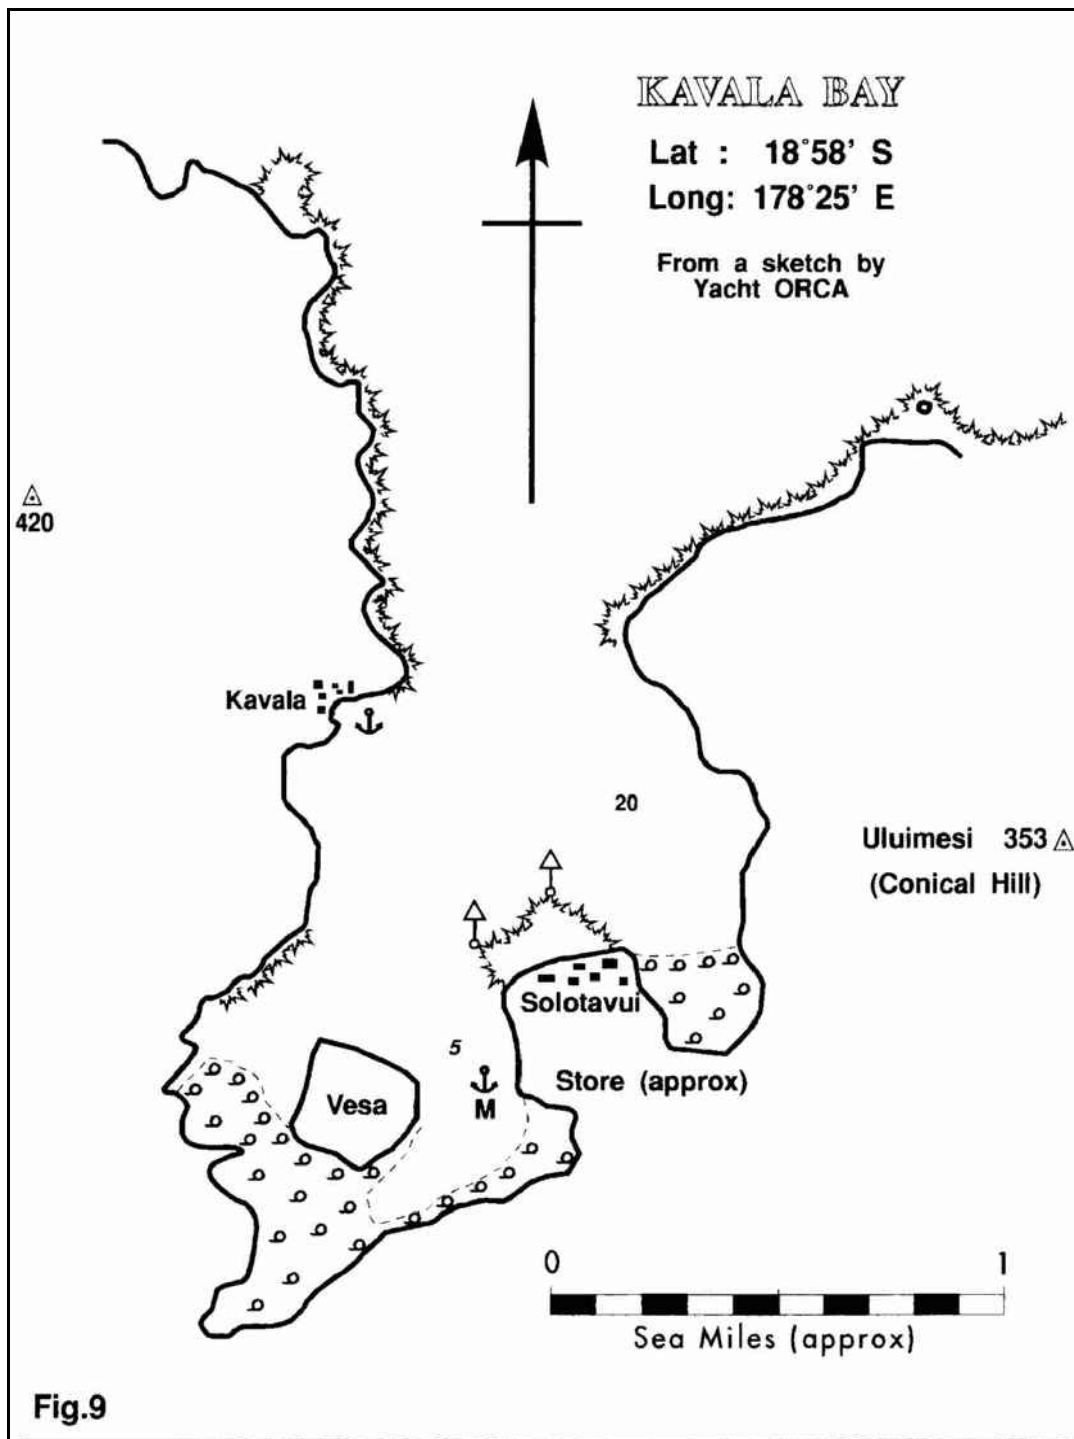 KAVALA BAY
Lat : 18°58' S
Long: 178°25' E
From a sketch by
Yacht ORCA
420
Kavala
20
Uluimesi 353
(Conical Hill)
Solotavui
5
Store (approx)
M
Vesa
0 1
Sea Miles (approx)
Fig.9